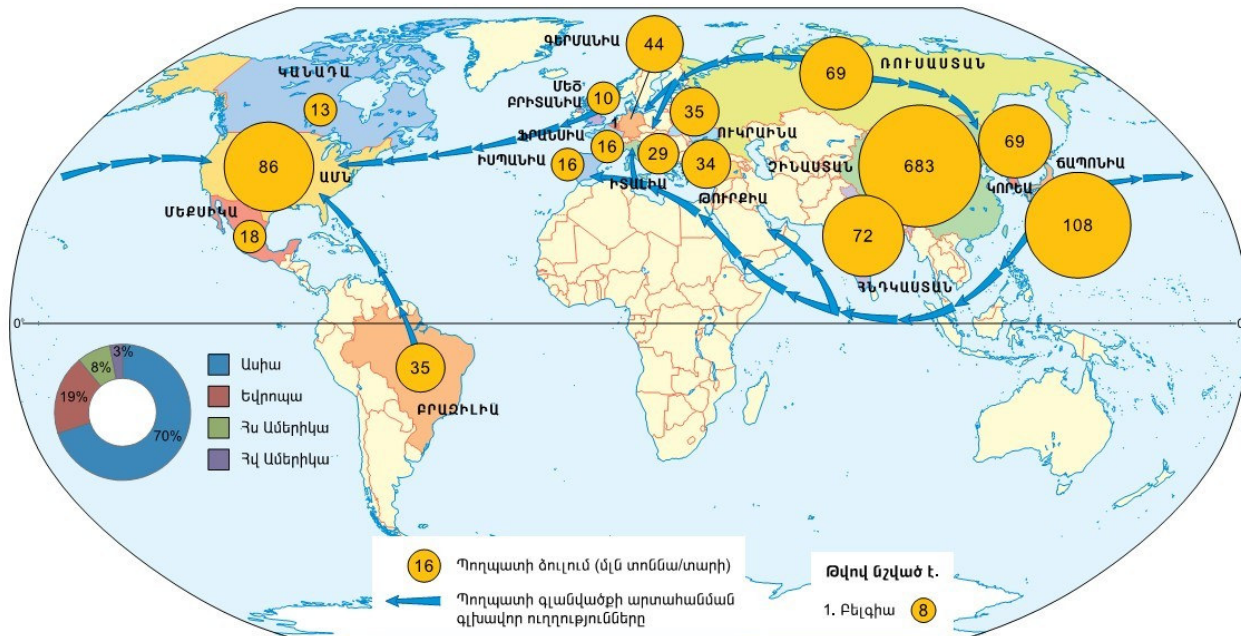 ԳԵՐՄԱՆԻԱ
44
ՌՈՒՍԱՍՏԱՆ
69
ԿԱՆԱԴԱ
13
ՄԵԾ
ԲՐԻՏԱՆԻԱ
10
1
35
ՈՒԿՐԱԻՆԱ
69
ՖՐԱՆՍԻԱ
16
ՃԱՊՈՆԻԱ
86
ԱՄՆ
ԻՍՊԱՆԻԱ
16
29
ԻՏԱԼԻԱ
34
ԹՈՒՐՔԻԱ
ՉԻՆԱՍՏԱՆ
683
ԿՈՐԵԱ
ՄԵՔՍԻԿԱ
18
72
ՀՆԴԿԱՍՏԱՆ
108
0°
0°
35
ԲՐԱԶԻԼԻԱ
3%
8%
19%
70%
Ասիա
Եվրոպա
Հս Ամերիկա
Հվ Ամերիկա
16 Պողպատի ձուլում (մլն տոննա/տարի)
Պողպատի գլանվածքի արտահանման
գլխավոր ուղղությունները
Թվով նշված է.
1. Բելգիա 8